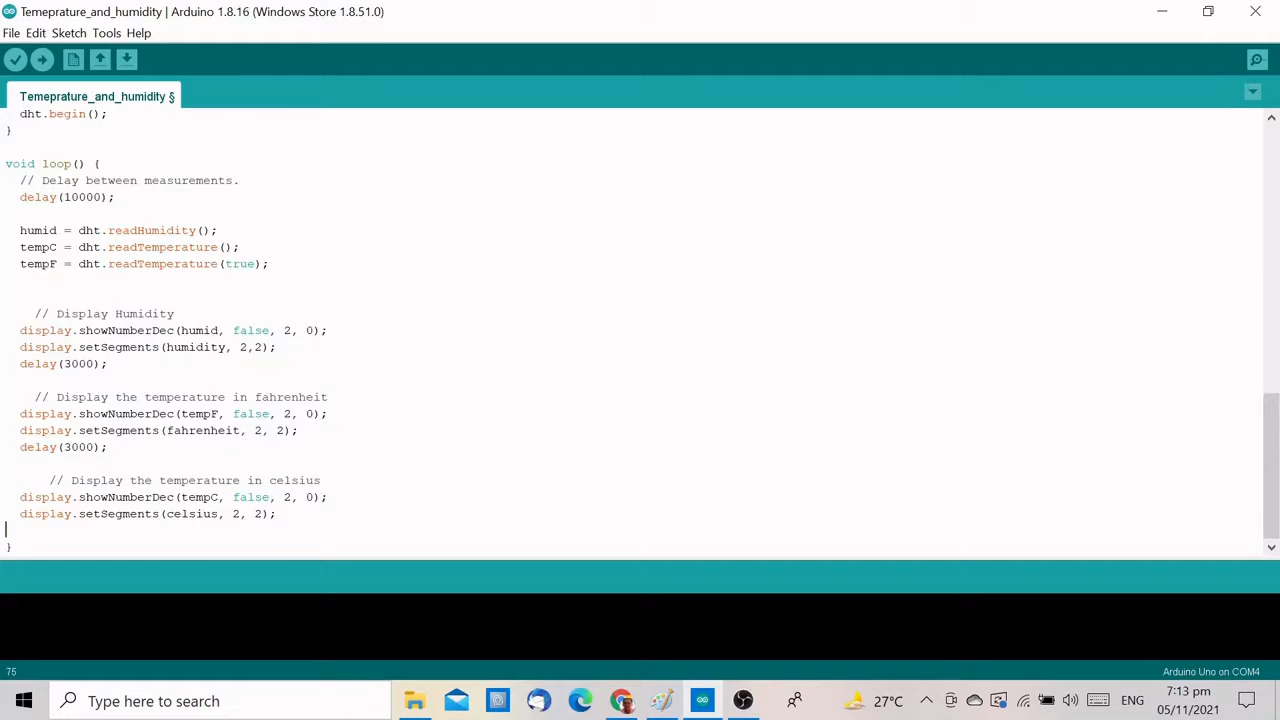 Temeprature_and_humidity | Arduino 1.8.16 (Windows Store 1.8.51.0)
File Edit Sketch Tools Help
Temeprature_and_humidity §
dht.begin();
}
void loop() {
// Delay between measurements.
delay(10000);
humid = dht.readHumidity();
tempC = dht.readTemperature();
tempF = dht.readTemperature(true);
// Display Humidity
display.showNumberDec(humid, false, 2, 0);
display.setSegments(humidity, 2,2);
delay(3000);
// Display the temperature in fahrenheit
display.showNumberDec(tempF, false, 2, 0);
display.setSegments(fahrenheit, 2, 2);
delay(3000);
// Display the temperature in celsius
display.showNumberDec(tempC, false, 2, 0);
display.setSegments(celsius, 2, 2);
}
75
Arduino Uno on COM4
Type here to search
27°C
ENG
7:13 pm
05/11/2021